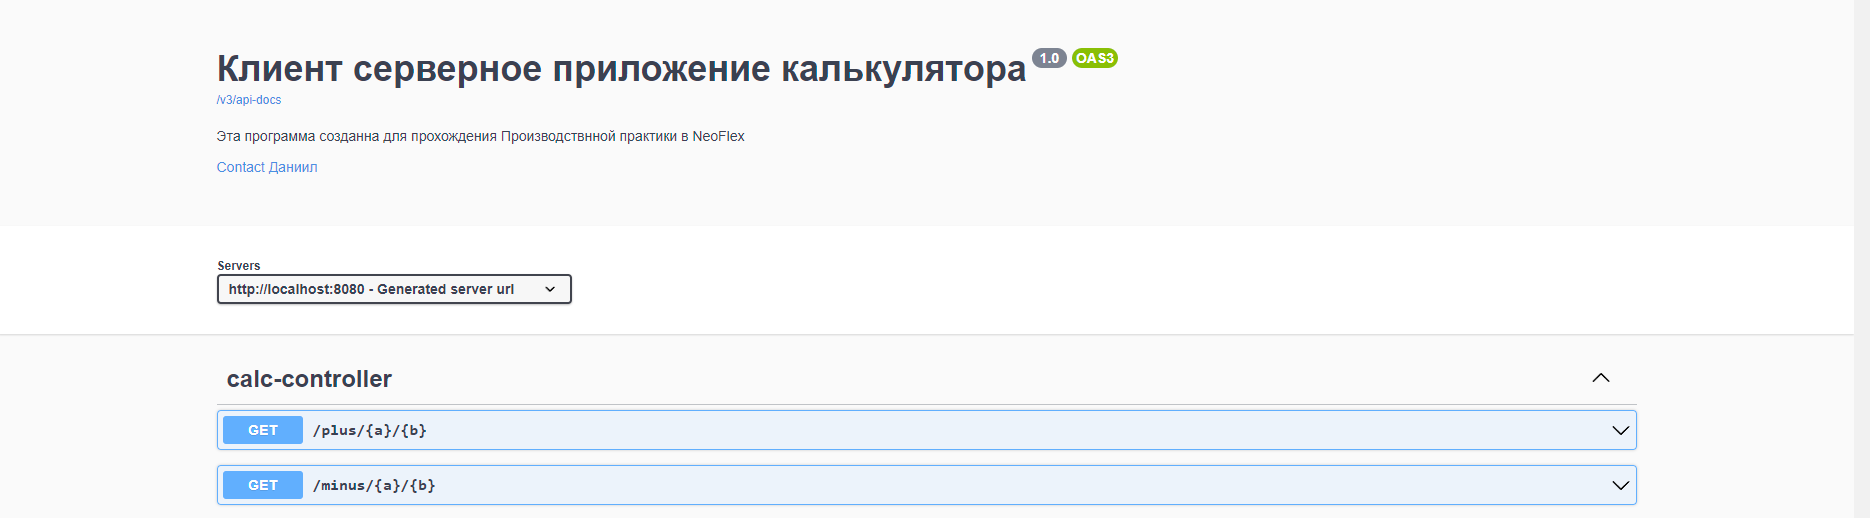 Клиент серверное приложение калькулятора 1.0 OAS3
/v3/api-docs
Эта программа созданна для прохождения Производствнной практики в NeoFlex
Contact Даниил
Servers
http://localhost:8080 - Generated server url
calc-controller
GET /plus/{a}/{b}
GET /minus/{a}/{b}